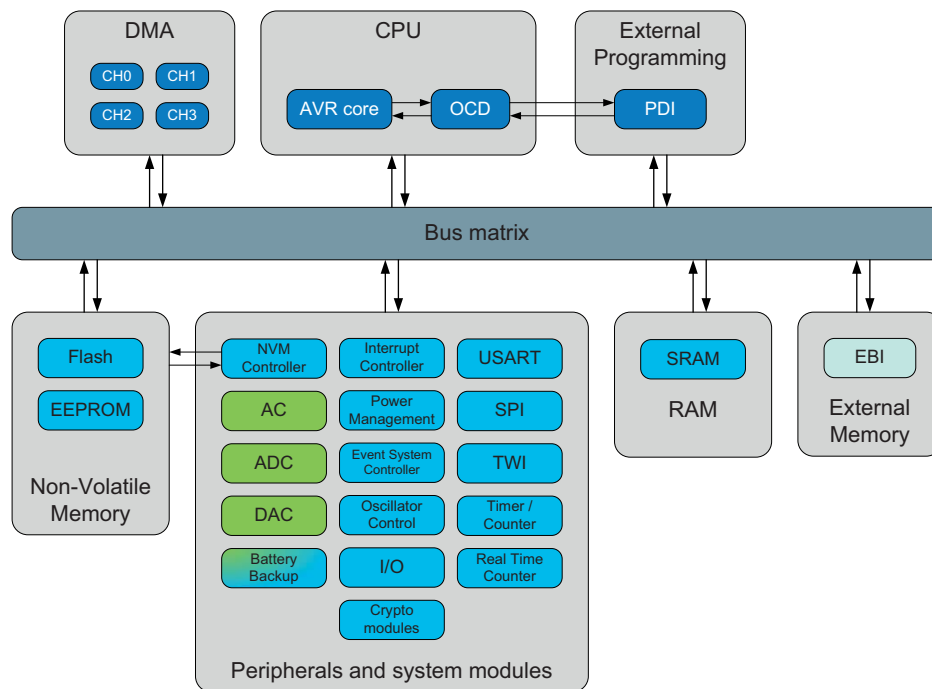 DMA
CH0
CH1
CH2
CH3
CPU
AVR core
OCD
External
Programming
PDI
Bus matrix
Flash
EEPROM
Non-Volatile
Memory
NVM
Controller
Interrupt
Controller
USART
AC
Power
Management
SPI
ADC
Event System
Controller
TWI
DAC
Oscillator
Control
Timer /
Counter
Battery
Backup
I/O
Real Time
Counter
Crypto
modules
Peripherals and system modules
SRAM
RAM
EBI
External
Memory